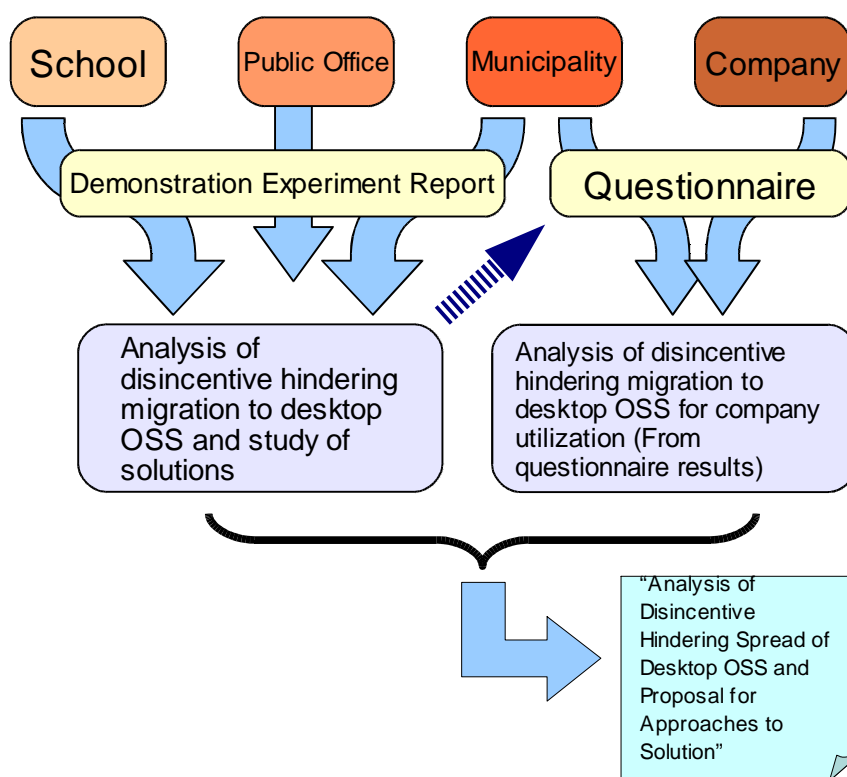 School
Public Office
Municipality
Company
Demonstration Experiment Report
Questionnaire
Analysis of
disincentive hindering
migration to desktop
OSS and study of
solutions
Analysis of disincentive
hindering migration to
desktop OSS for company
utilization (From
questionnaire results)
“Analysis of
Disincentive
Hindering Spread of
Desktop OSS and
Proposal for
Approaches to
Solution”